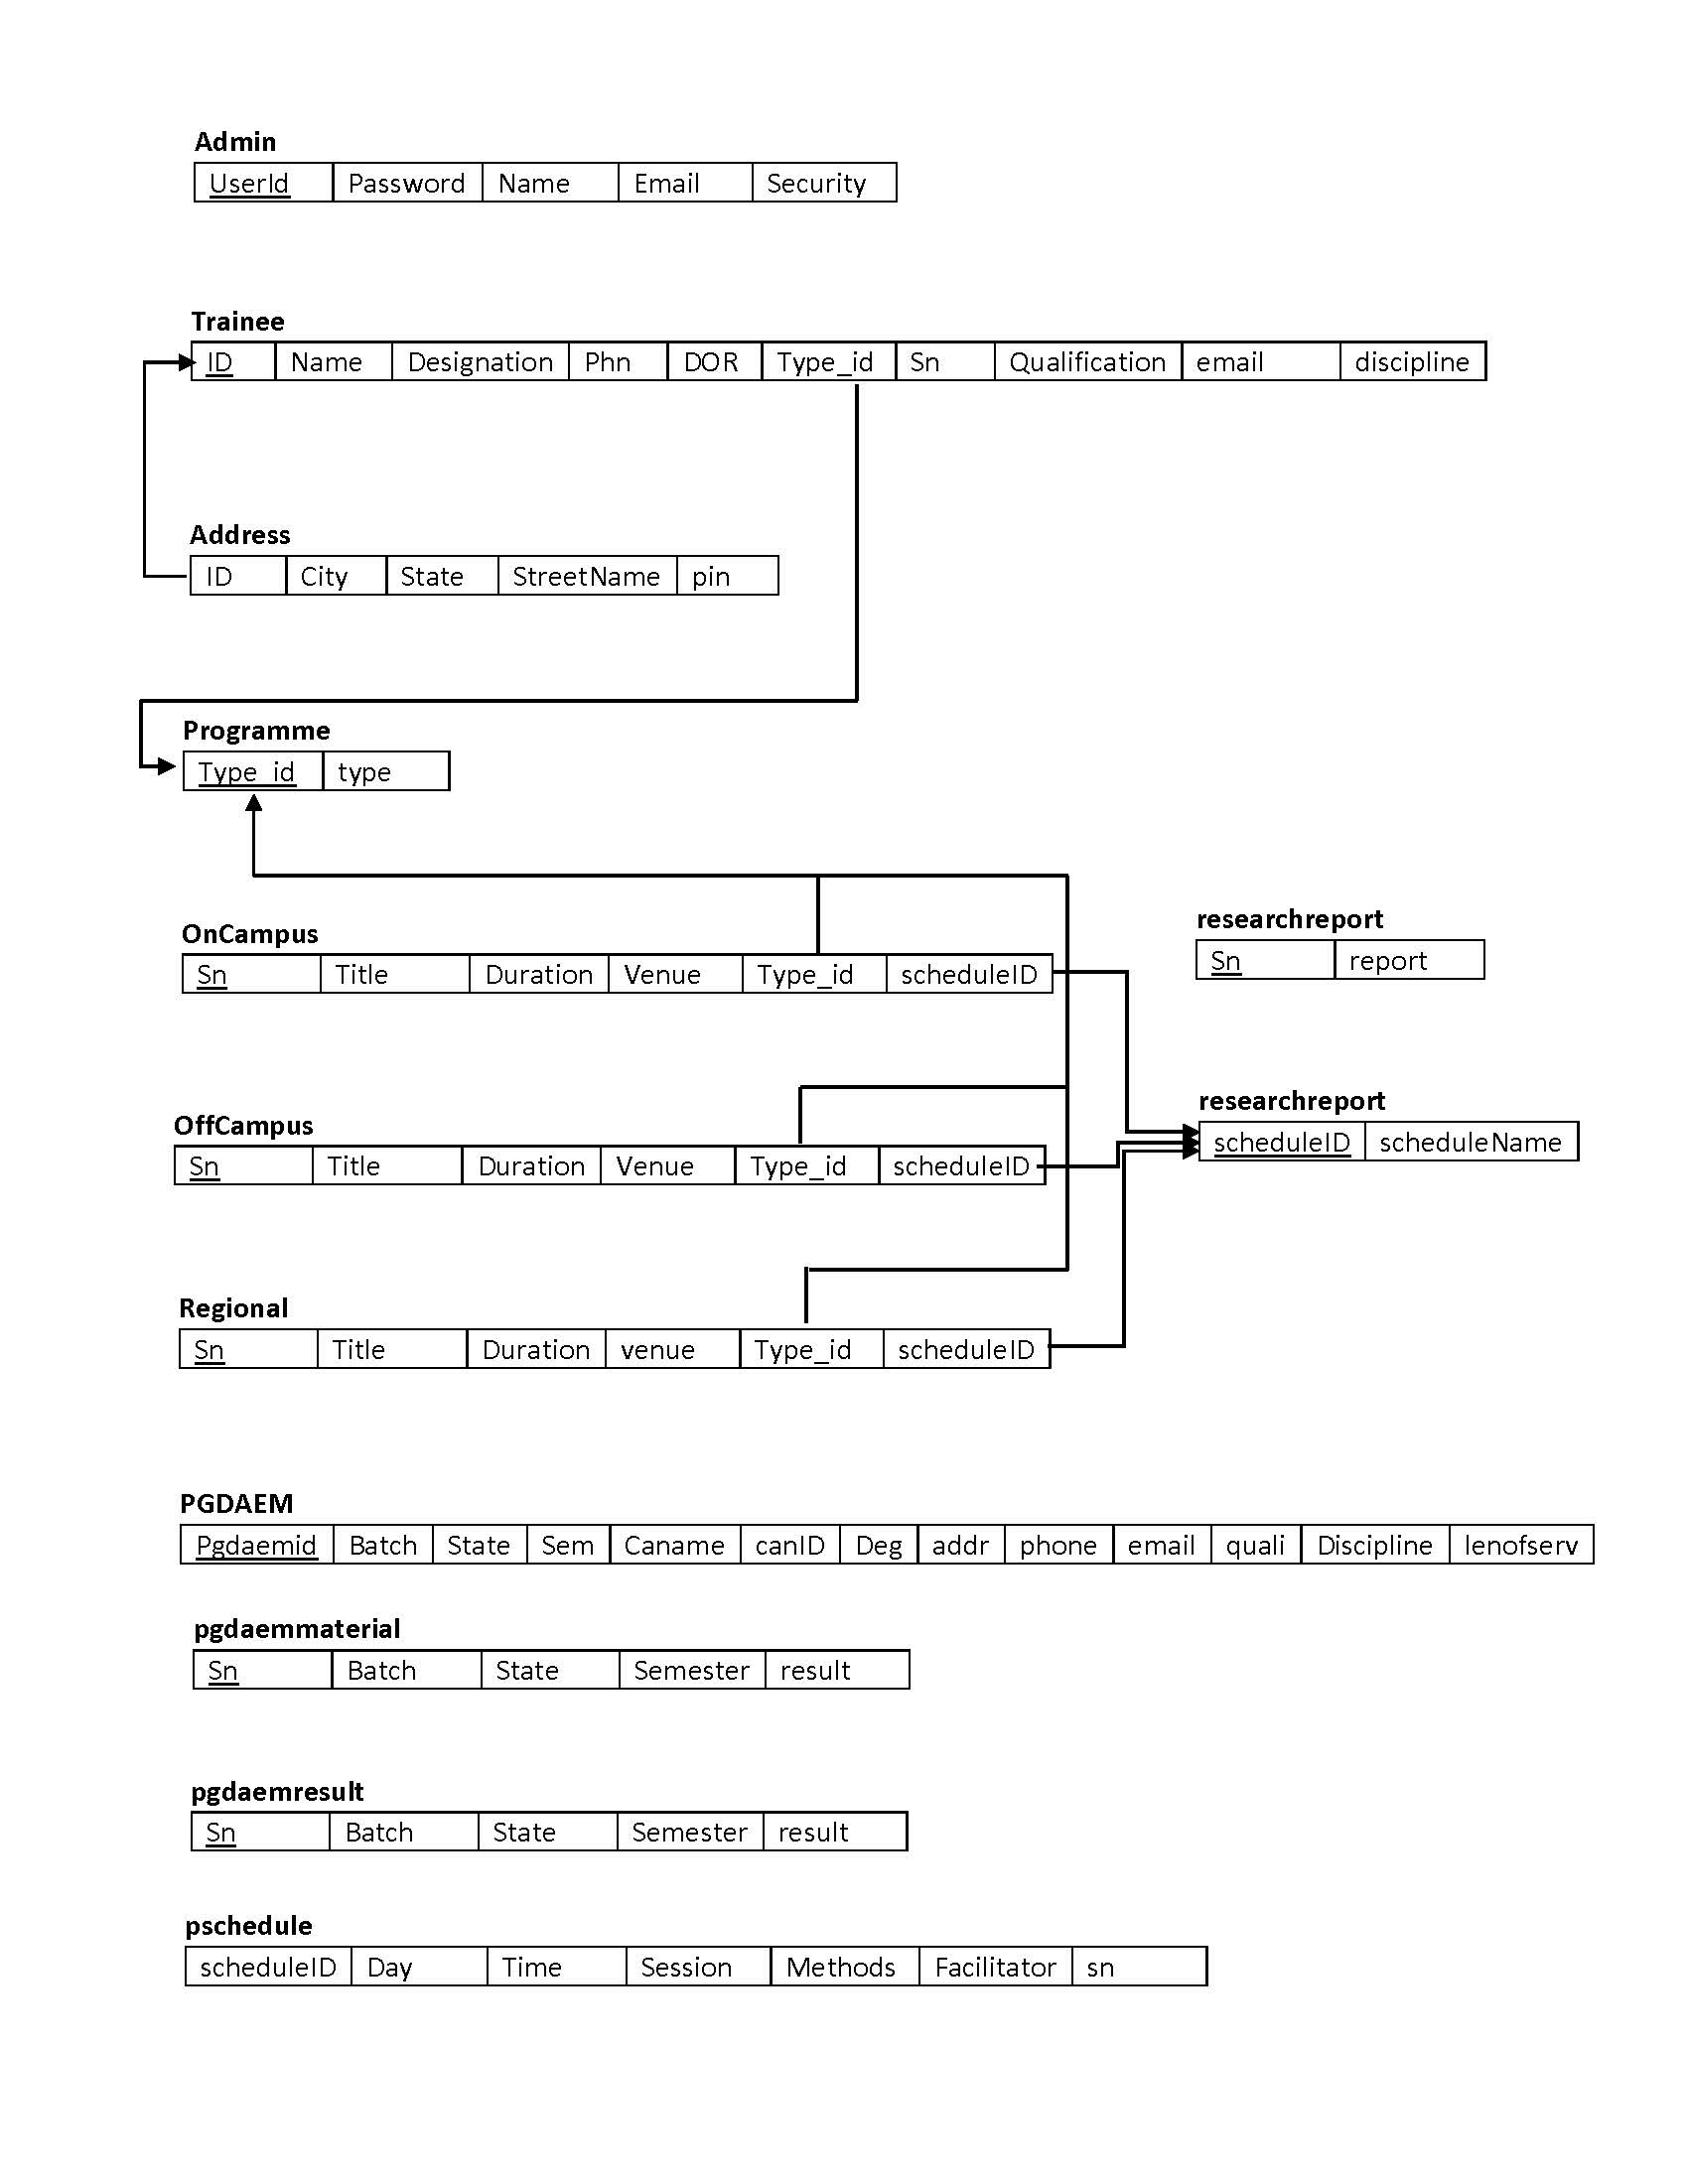 Admin
UserId Password Name Email Security
Trainee
ID Name Designation Phn DOR Type_id Sn Qualification email discipline
Address
ID City State StreetName pin
Programme
Type_id type
OnCampus
Sn Title Duration Venue Type_id scheduleID
researchreport
Sn report
OffCampus
Sn Title Duration Venue Type_id scheduleID
researchreport
scheduleID scheduleName
Regional
Sn Title Duration venue Type_id scheduleID
PGDAEM
Pgdaemid Batch State Sem Caname canID Deg addr phone email quali Discipline lenofserv
pgdaemmaterial
Sn Batch State Semester result
pgdaemresult
Sn Batch State Semester result
pschedule
scheduleID Day Time Session Methods Facilitator sn